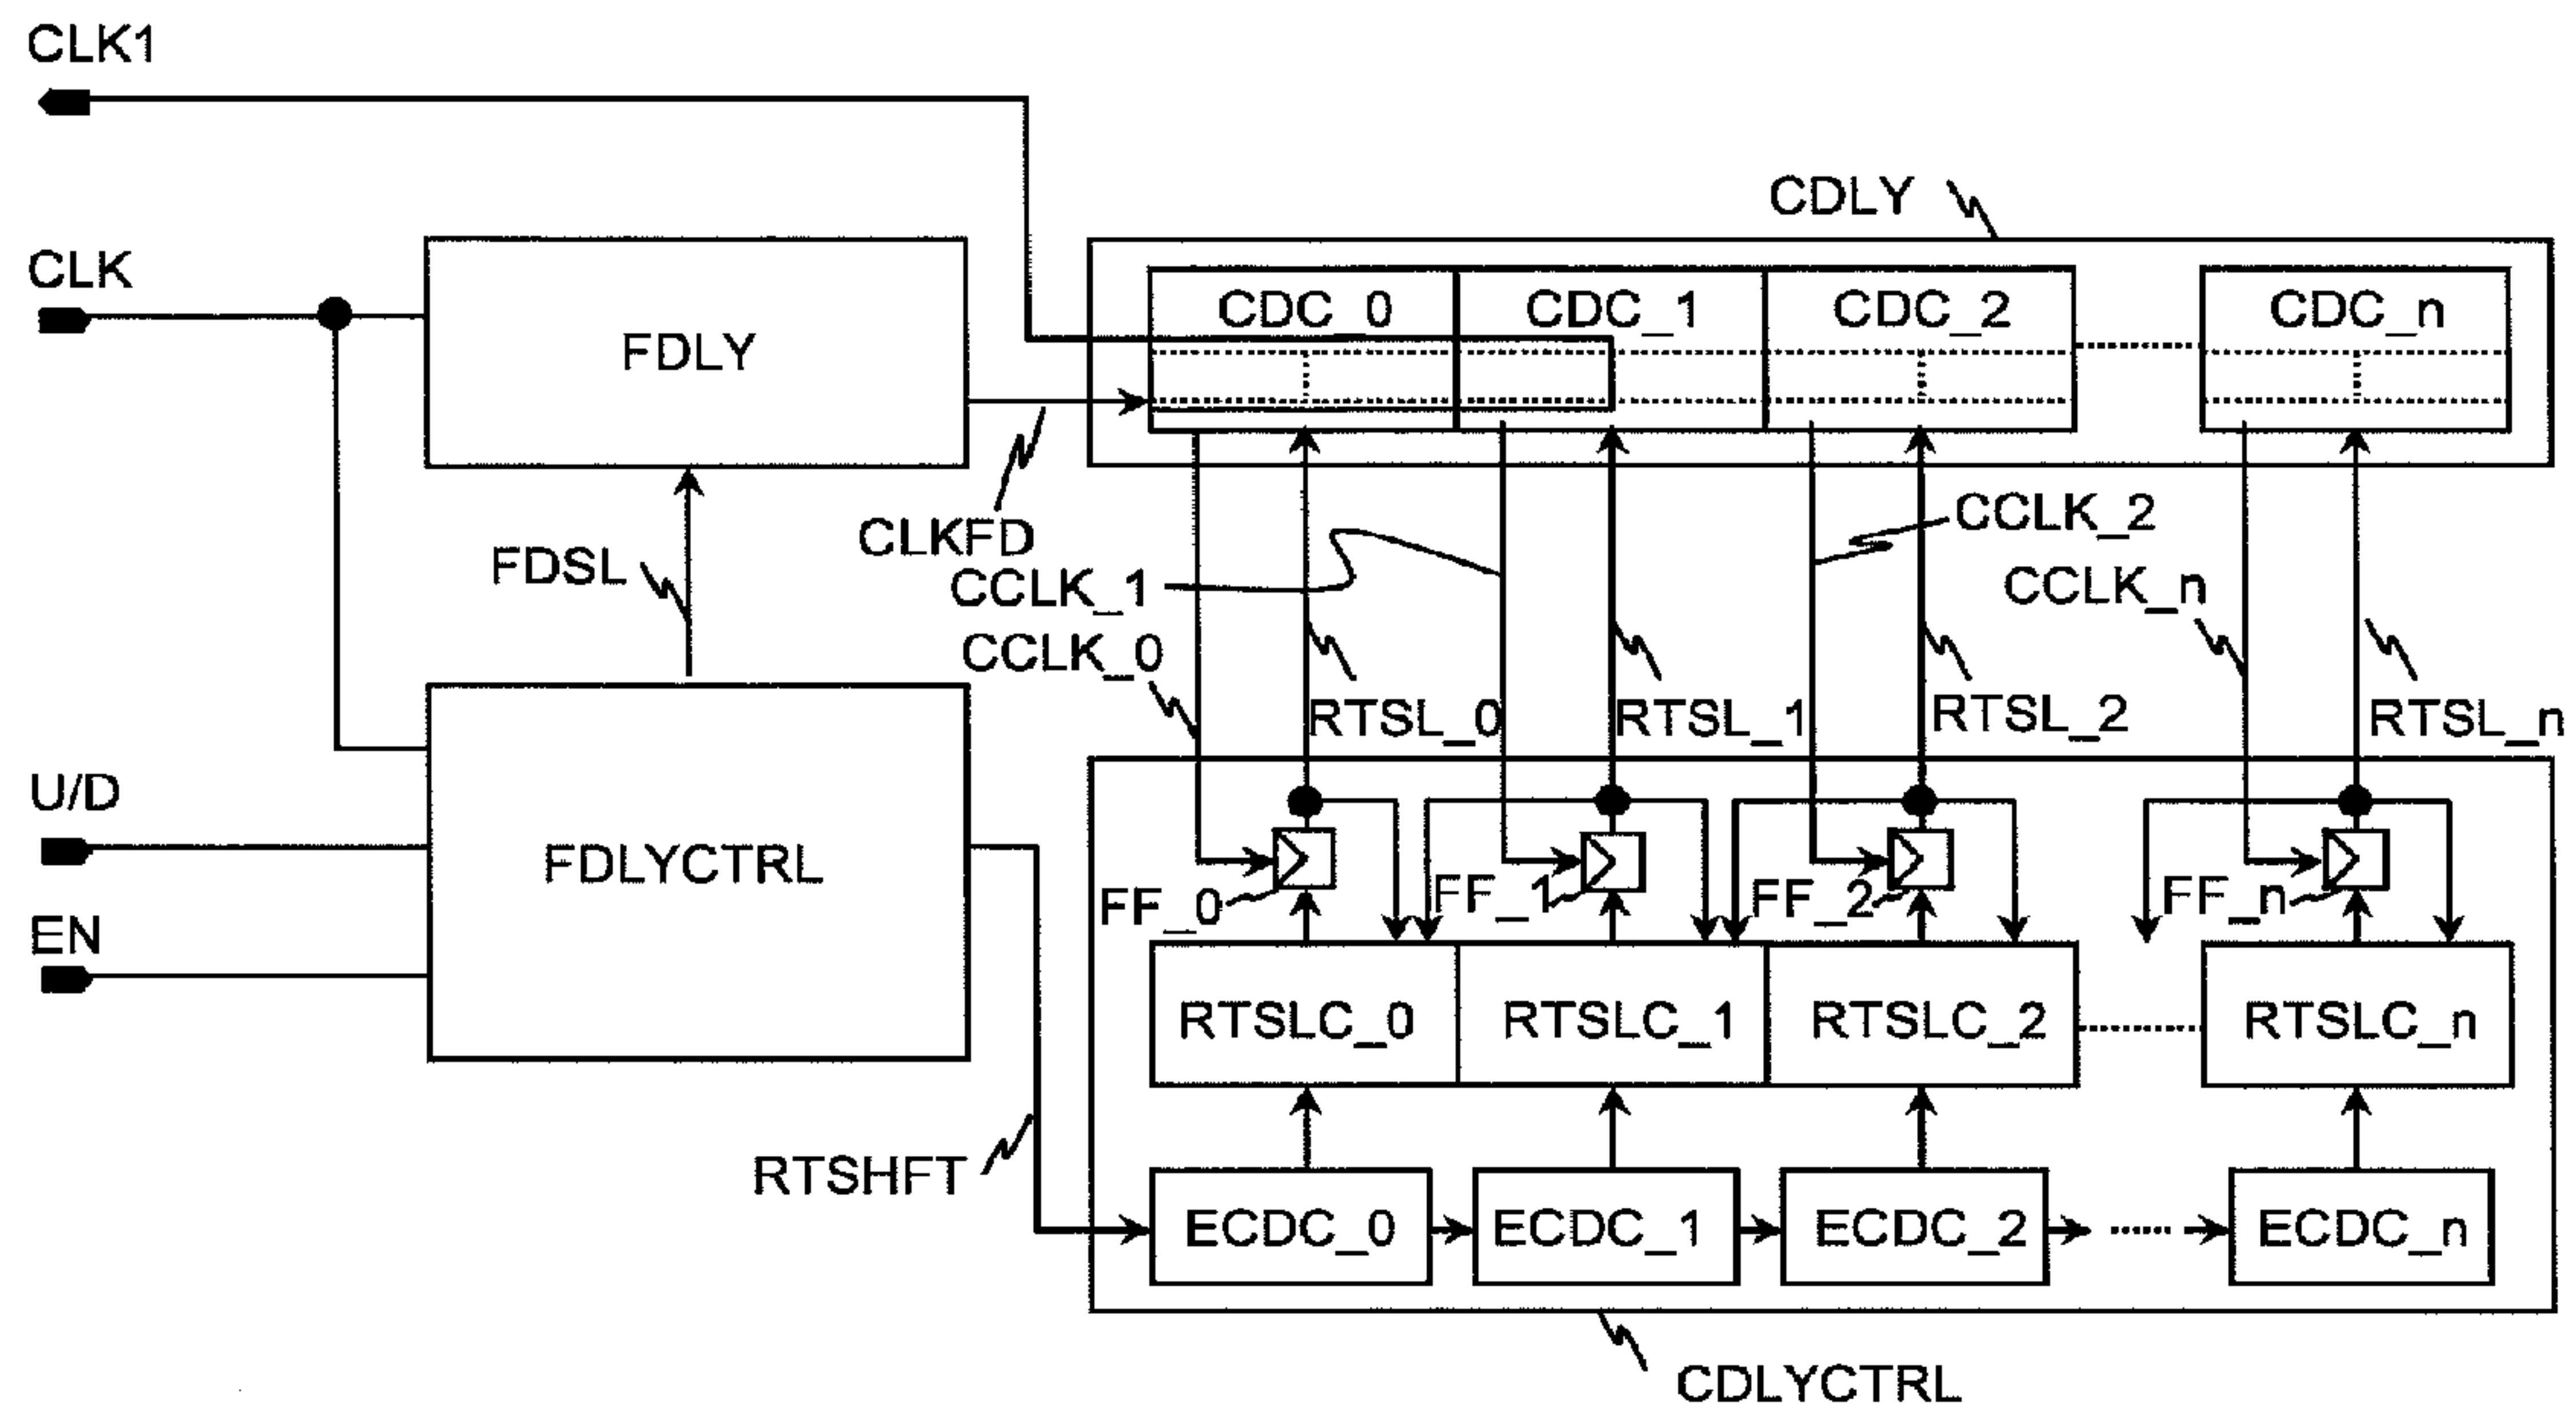 CLK1
CDLY
CLK
FDLY
CDC_0
CDC_1
CDC_2
CDC_n
CLKFD
CCLK_2
FDSL
CCLK_1
CCLK_n
CCLK_0
RTSL_0
RTSL_1
RTSL_2
RTSL_n
U/D
FDLYCTRL
EN
FF_0
FF_1
FF_2
FF_n
RTSLC_0
RTSLC_1
RTSLC_2
RTSLC_n
RTSHFT
ECDC_0
ECDC_1
ECDC_2
ECDC_n
CDLYCTRL